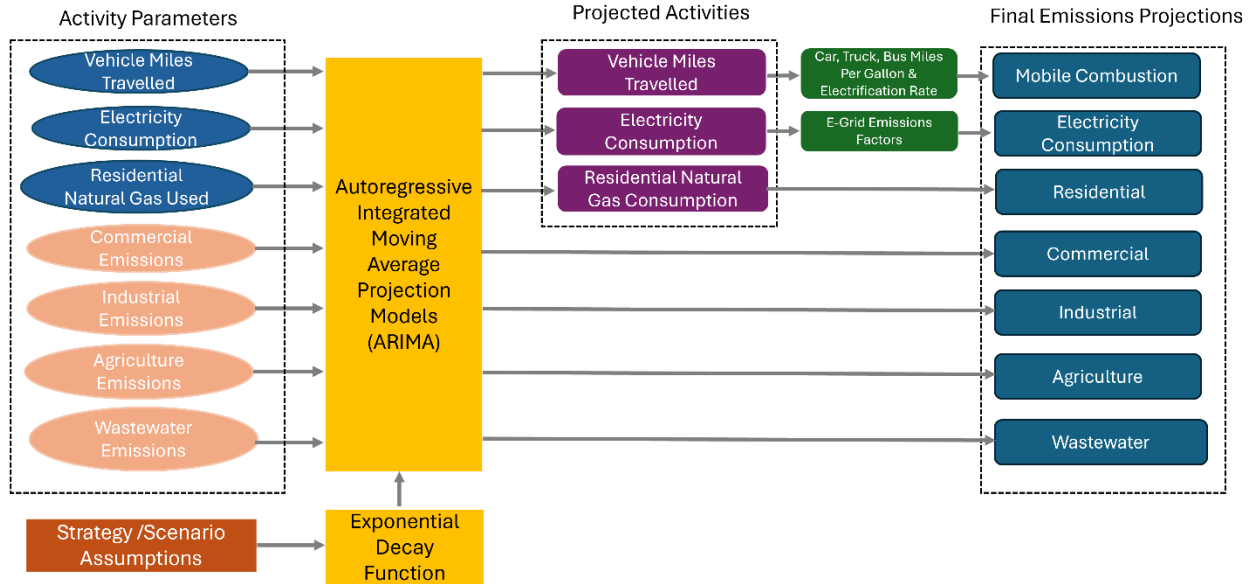 Activity Parameters
Projected Activities
Final Emissions Projections
Vehicle Miles
Travelled
Electricity
Consumption
Residential
Natural Gas Used
Commercial
Emissions
Industrial
Emissions
Agriculture
Emissions
Wastewater
Emissions
Strategy /Scenario
Assumptions
Autoregressive
Integrated
Moving
Average
Projection
Models
(ARIMA)
Exponential
Decay
Function
Vehicle Miles
Travelled
Electricity
Consumption
Residential Natural
Gas Consumption
Car, Truck, Bus Miles
Per Gallon &
Electrification Rate
E-Grid Emissions
Factors
Mobile Combustion
Electricity
Consumption
Residential
Commercial
Industrial
Agriculture
Wastewater